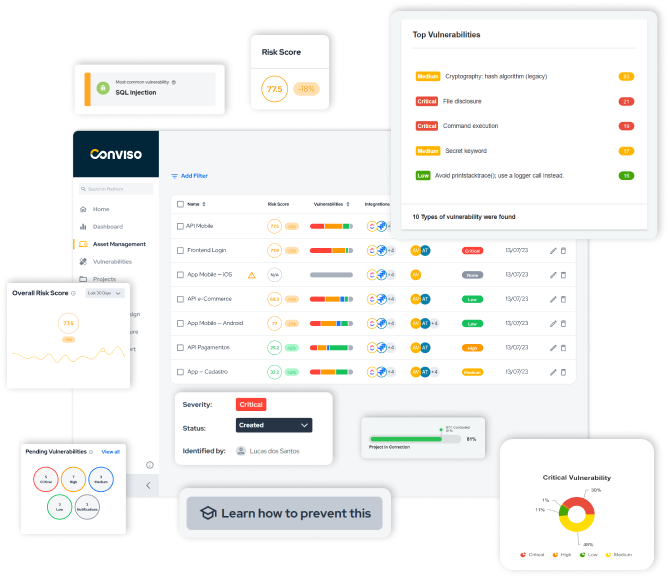 Most common vulnerability
SQL Injection
Risk Score
77.5
-18%
Top Vulnerabilities
Medium Cryptography: hash algorithm (legacy)
Critical File disclosure 21
Critical Command execution 19
Medium Secret keyword 17
Low Avoid printstacktrace(); use a logger call instead. 16
10 Types of vulnerability were found
Conviso
Search in Platform
Home
Dashboard
Asset Management
Vulnerabilities
Projects
Add Filter
Name Risk Score Vulnerabilities Integrations
API Mobile 77.5 +4 13/07/23
Frontend Login 77.5 +4 AV AT Critical 13/07/23
App Mobile – iOS N/A AV None 13/07/23
API e-Commerce +4 AV AT Low 13/07/23
App Mobile – Android 77 +4 AV AT +4 Low 13/07/23
API Pagamentos 25.2 +4 AV AT High 13/07/23
App – Cadastro 32.2 +4 AV AT +4 Medium 13/07/23
Overall Risk Score Last 30 Days
77.5
Pending Vulnerabilities View all
5 Critical
7 High
3 Medium
3 Low
3 Notifications
Severity: Critical
Status: Created
Identified by: Lucas dos Santos
81%
Project in Correction
Learn how to prevent this
Critical Vulnerability
30%
1%
11%
48%
Critical High Low Medium